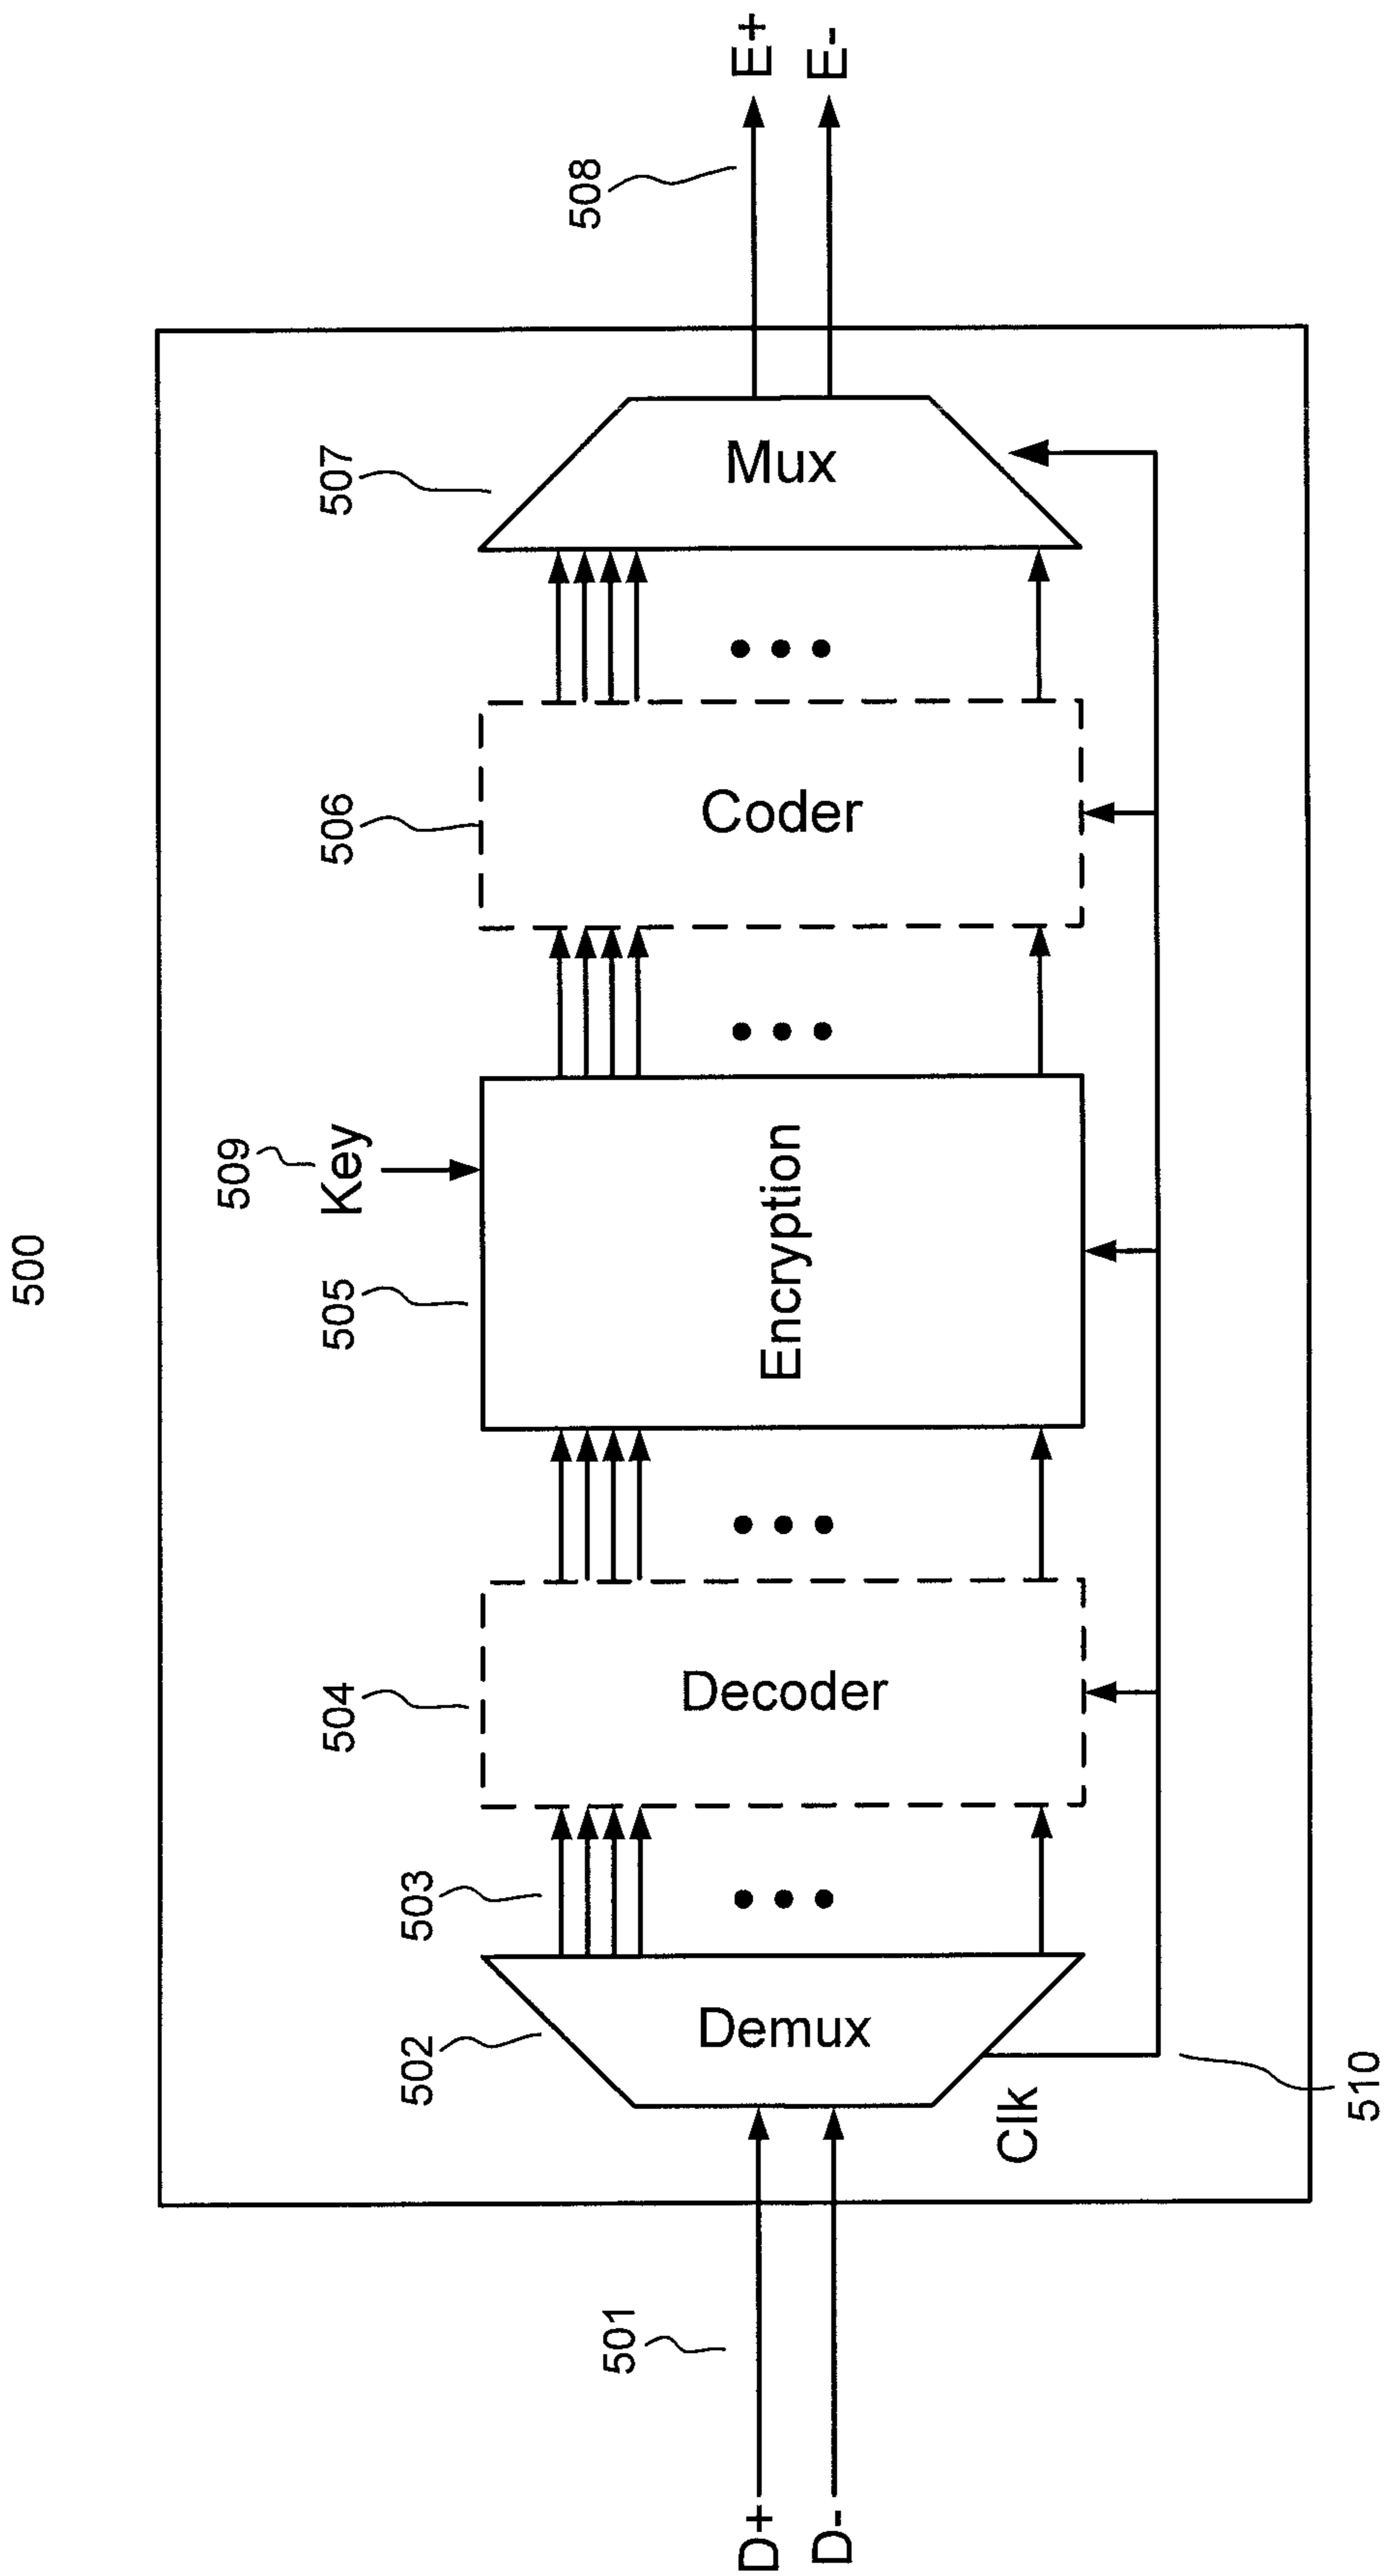 500
509
Key
501
D+
D-
502
Demux
Clk
510
503
504
Decoder
505
Encryption
506
Coder
507
Mux
508
E+
E-